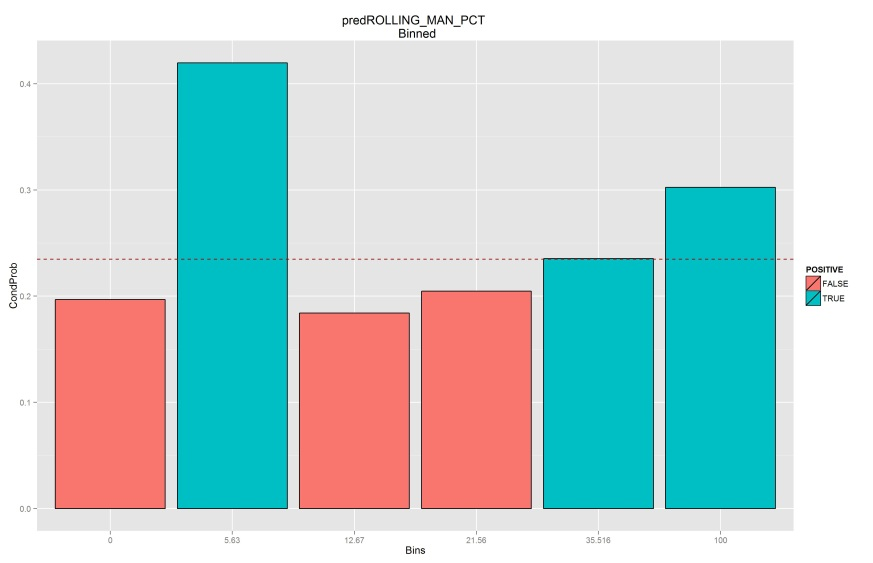 predROLLING_MAN_PCT
Binned
CondProb
0.4
0.3
0.2
0.1
0.0
0 5.63 12.67 21.56 35.516 100
Bins
POSITIVE
FALSE
TRUE